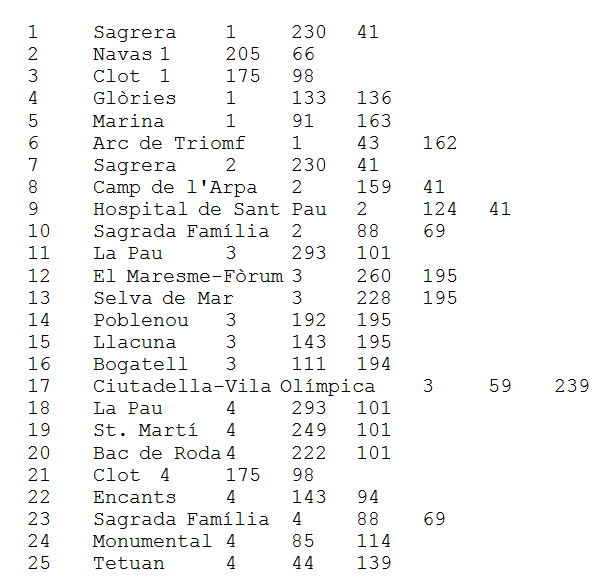 1	Sagrera	1	230	41
2	Navas	1	205	66
3	Clot	1	175	98
4	Glòries	1	133	136
5	Marina	1	91	163
6	Arc de Triomf	1	43	162
7	Sagrera	2	230	41
8	Camp de l'Arpa	2	159	41
9	Hospital de Sant Pau	2	124	41
10	Sagrada Família	2	88	69
11	La Pau	3	293	101
12	El Maresme-Fòrum	3	260	195
13	Selva de Mar	3	228	195
14	Poblenou	3	192	195
15	Llacuna	3	143	195
16	Bogatell	3	111	194
17	Ciutadella-Vila Olímpica	3	59	239
18	La Pau	4	293	101
19	St. Martí	4	249	101
20	Bac de Roda	4	222	101
21	Clot	4	175	98
22	Encants	4	143	94
23	Sagrada Família	4	88	69
24	Monumental	4	85	114
25	Tetuan	4	44	139